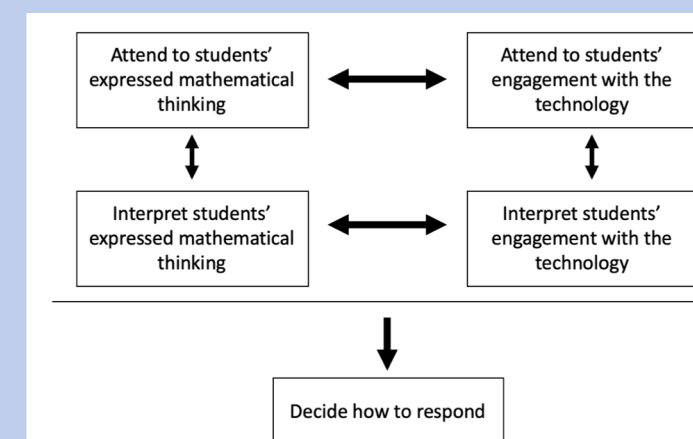 Attend to students’
expressed mathematical
thinking
Attend to students’
engagement with the
technology
Interpret students’
expressed mathematical
thinking
Interpret students’
engagement with the
technology
Decide how to respond